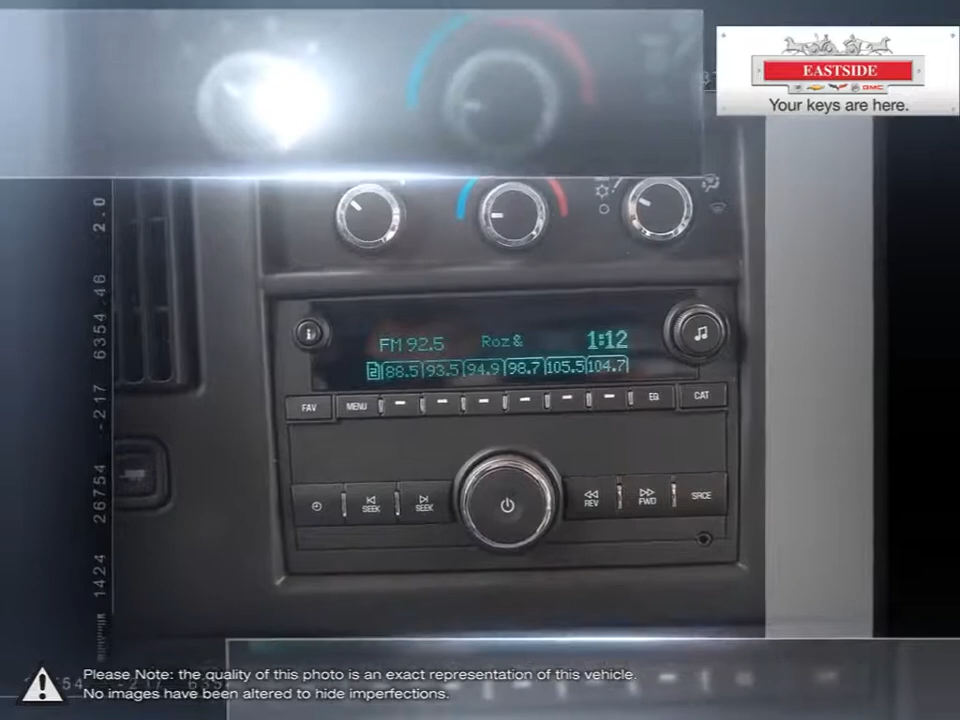 EASTSIDE
GMC
Your keys are here.
2.0
6354.46
-217
26754
1424
FM 92.5 Roz& 1:12
2 88.5 93.5 94.9 98.7 105.5 104.7
FAV MENU EQ CAT
SEEK SEEK REV FWD SRCE
Please Note: the quality of this photo is an exact representation of this vehicle.
No images have been altered to hide imperfections.